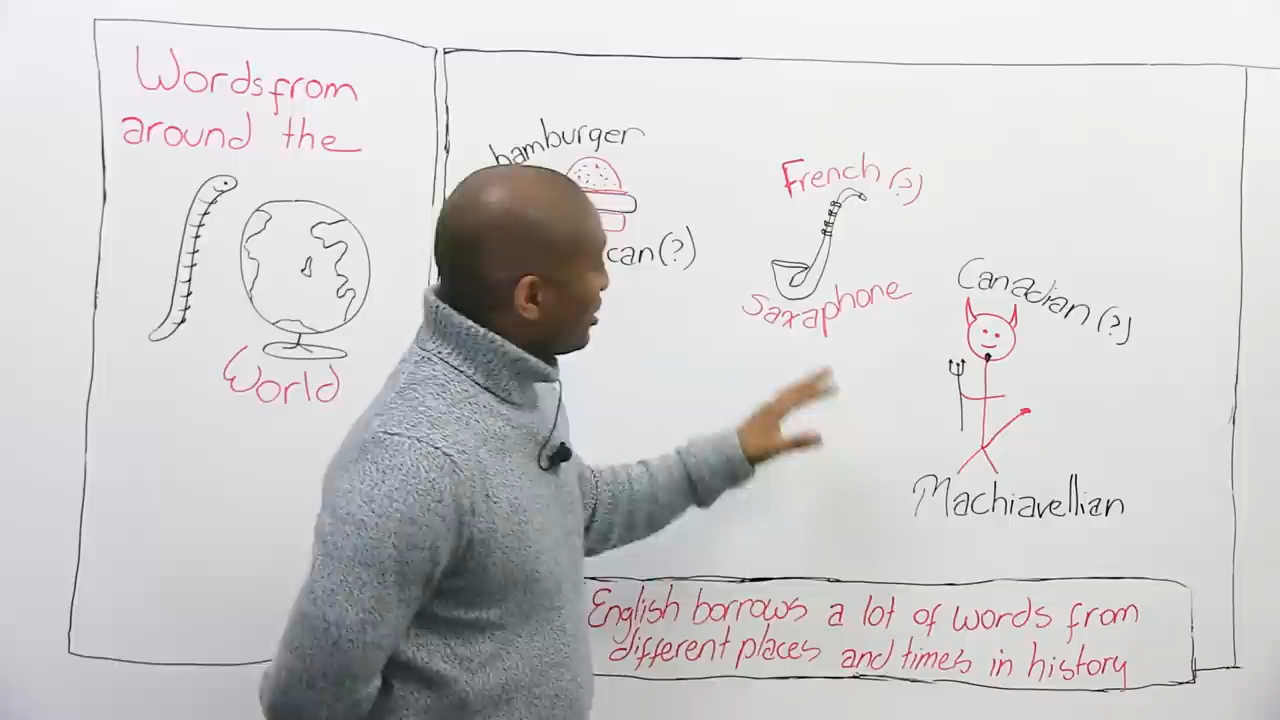 Words from
around the
World
hamburger
can(?)
French (?)
Saxaphone
Canadian (?)
Machiavellian
English borrows a lot of words from
different places and times in history